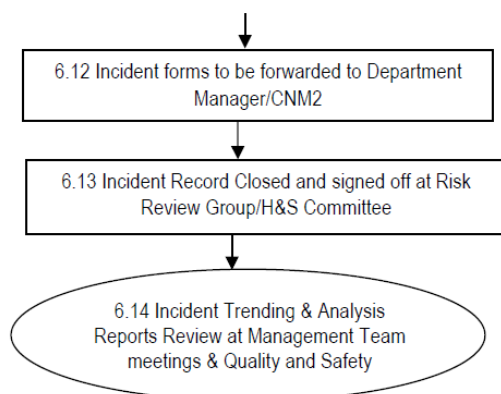 6.12 Incident forms to be forwarded to Department
Manager/CNM2
6.13 Incident Record Closed and signed off at Risk
Review Group/H&S Committee
6.14 Incident Trending & Analysis
Reports Review at Management Team
meetings & Quality and Safety